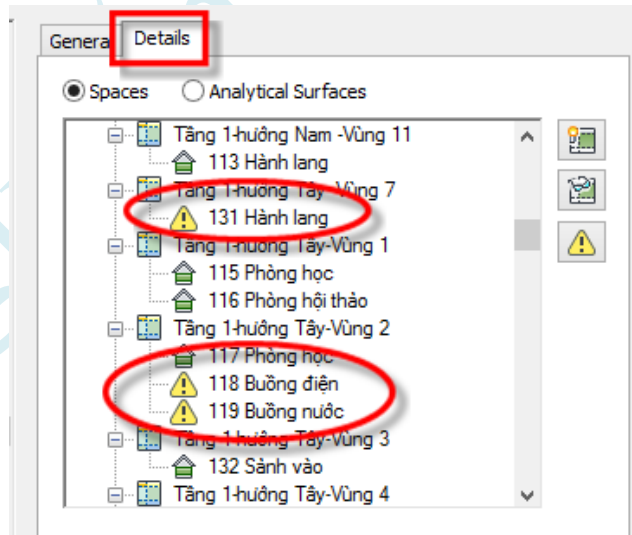 General Details
Spaces Analytical Surfaces
Tầng 1-hướng Nam -Vùng 11
113 Hành lang
Tầng 1-hướng Tây -Vùng 7
131 Hành lang
Tầng 1-hướng Tây-Vùng 1
115 Phòng học
116 Phòng hội thảo
Tầng 1-hướng Tây-Vùng 2
117 Phòng học
118 Buồng điện
119 Buồng nước
Tầng 1-hướng Tây-Vùng 3
132 Sảnh vào
Tầng 1-hướng Tây-Vùng 4